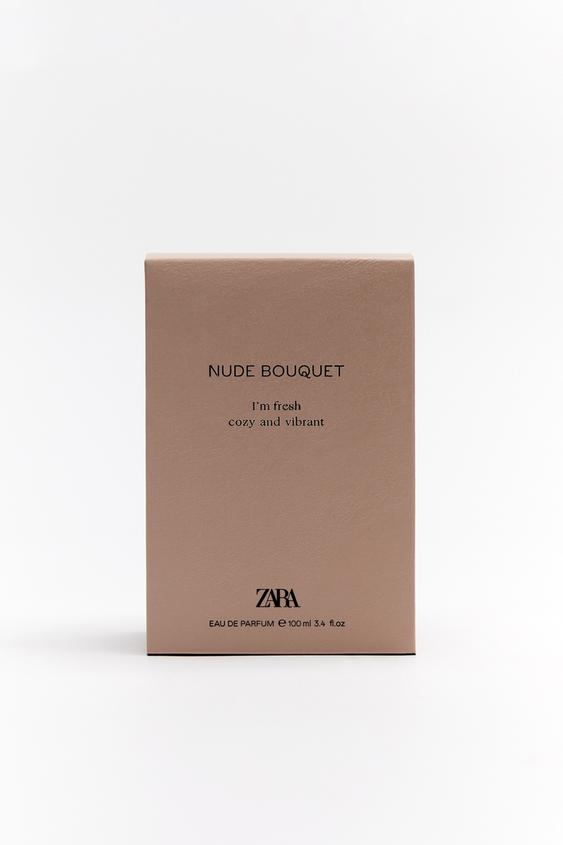 NUDE BOUQUET
I'm fresh
cozy and vibrant
ZARA
EAU DE PARFUM ℮ 100 ml 3.4 fl.oz